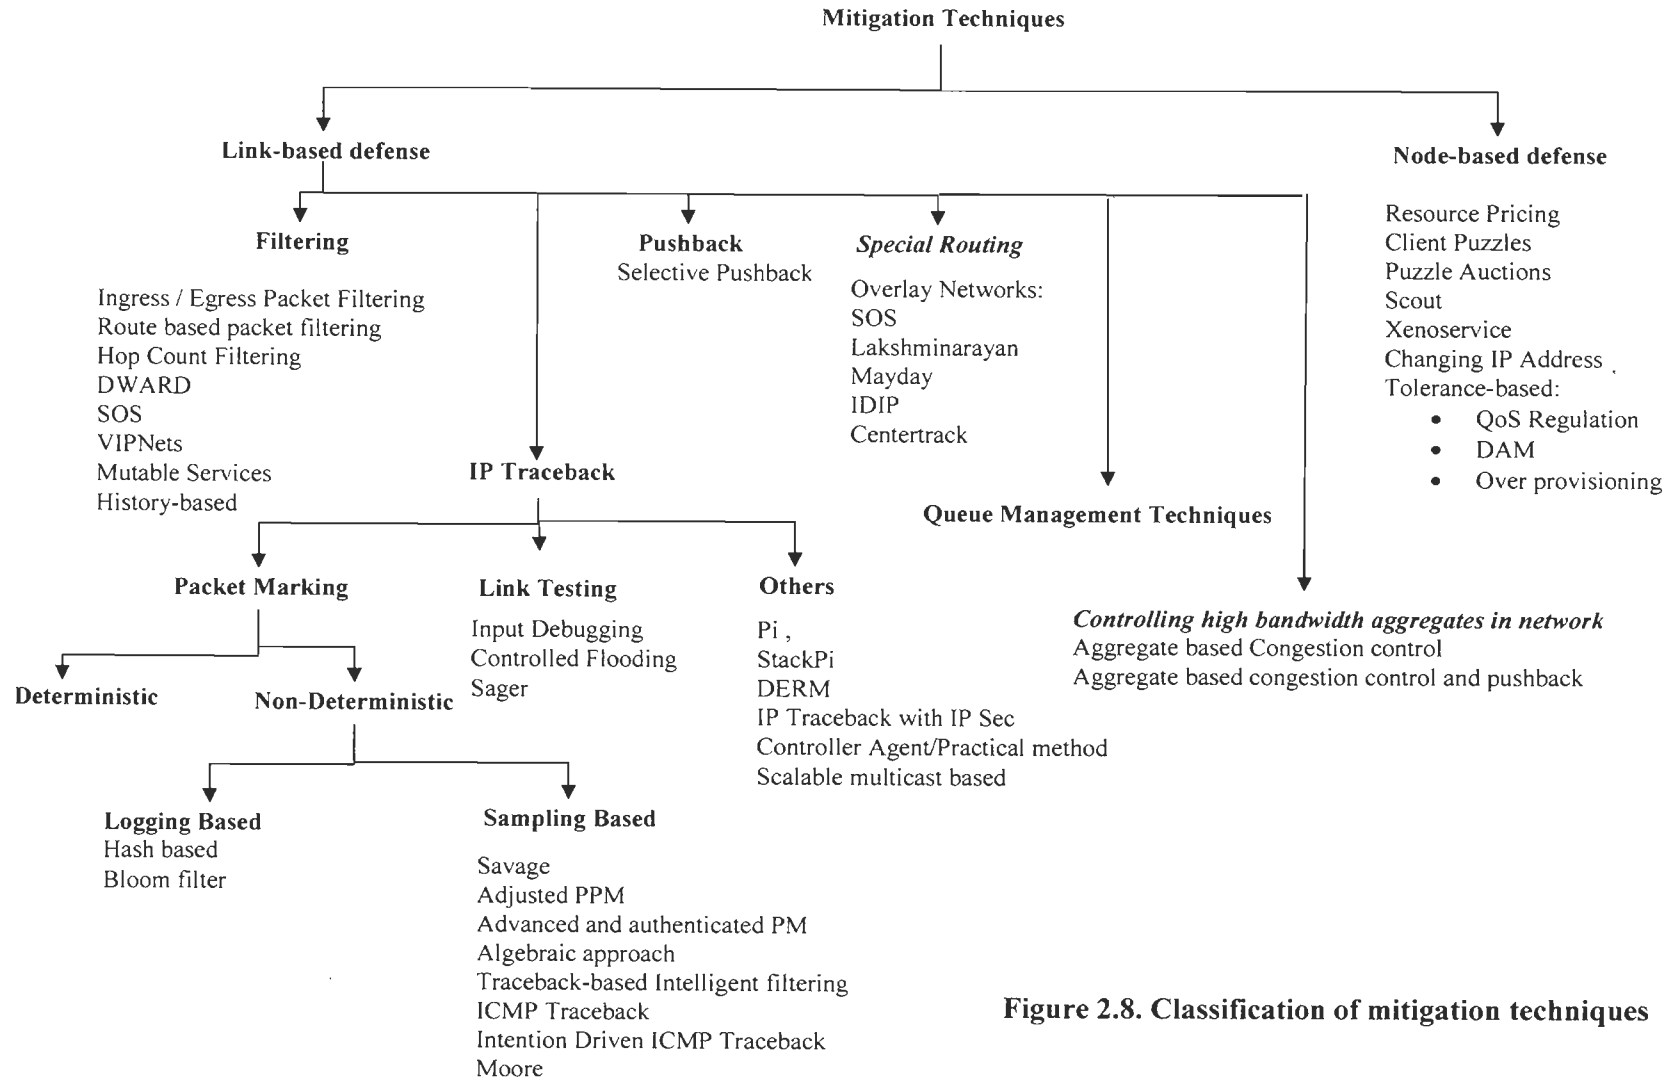 Mitigation Techniques
Link-based defense
Node-based defense
Resource Pricing
Client Puzzles
Puzzle Auctions
Scout
Xenoservice
Changing IP Address
Tolerance-based:
• QoS Regulation
• DAM
• Over provisioning
Filtering
Ingress / Egress Packet Filtering
Route based packet filtering
Hop Count Filtering
DWARD
SOS
VIPNets
Mutable Services
History-based
Pushback
Selective Pushback
Special Routing
Overlay Networks:
SOS
Lakshminarayan
Mayday
IDIP
Centertrack
IP Traceback
Queue Management Techniques
Controlling high bandwidth aggregates in network
Aggregate based Congestion control
Aggregate based congestion control and pushback
Packet Marking
Link Testing
Input Debugging
Controlled Flooding
Sager
Others
Pi ,
StackPi
DERM
IP Traceback with IP Sec
Controller Agent/Practical method
Scalable multicast based
Deterministic
Non-Deterministic
Logging Based
Hash based
Bloom filter
Sampling Based
Savage
Adjusted PPM
Advanced and authenticated PM
Algebraic approach
Traceback-based Intelligent filtering
ICMP Traceback
Intention Driven ICMP Traceback
Moore
Figure 2.8. Classification of mitigation techniques